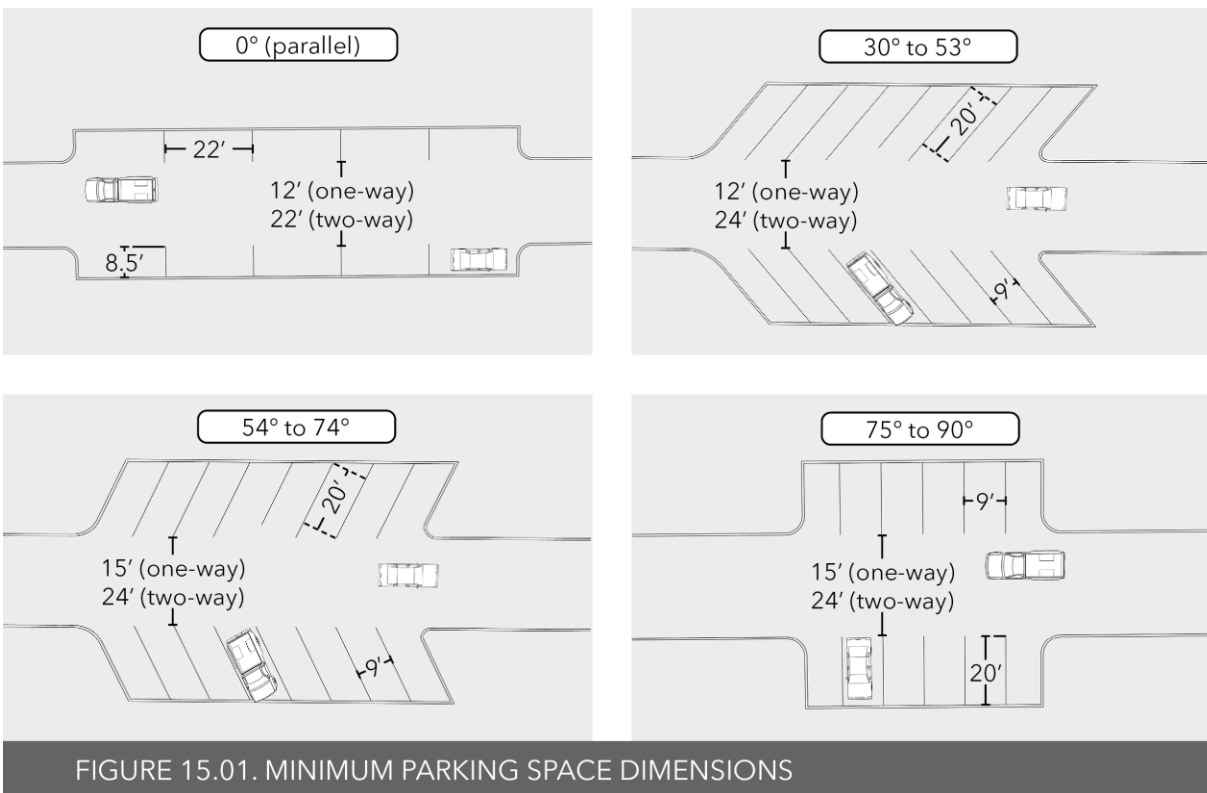 0° (parallel)
22’
12’ (one-way)
22’ (two-way)
8.5’
30° to 53°
20’
12’ (one-way)
24’ (two-way)
9’
54° to 74°
20’
15’ (one-way)
24’ (two-way)
9’
75° to 90°
9’
15’ (one-way)
24’ (two-way)
20’
FIGURE 15.01. MINIMUM PARKING SPACE DIMENSIONS